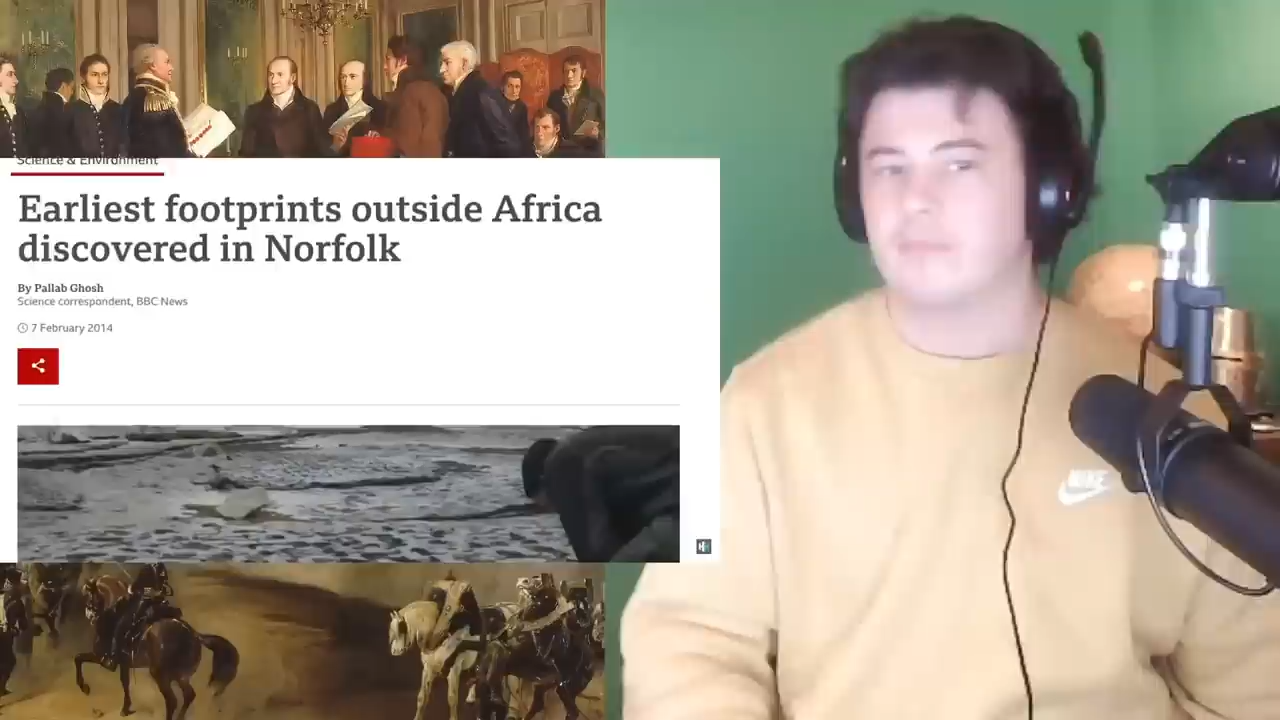 Science & Environment
Earliest footprints outside Africa
discovered in Norfolk
By Pallab Ghosh
Science correspondent, BBC News
7 February 2014
NIKE